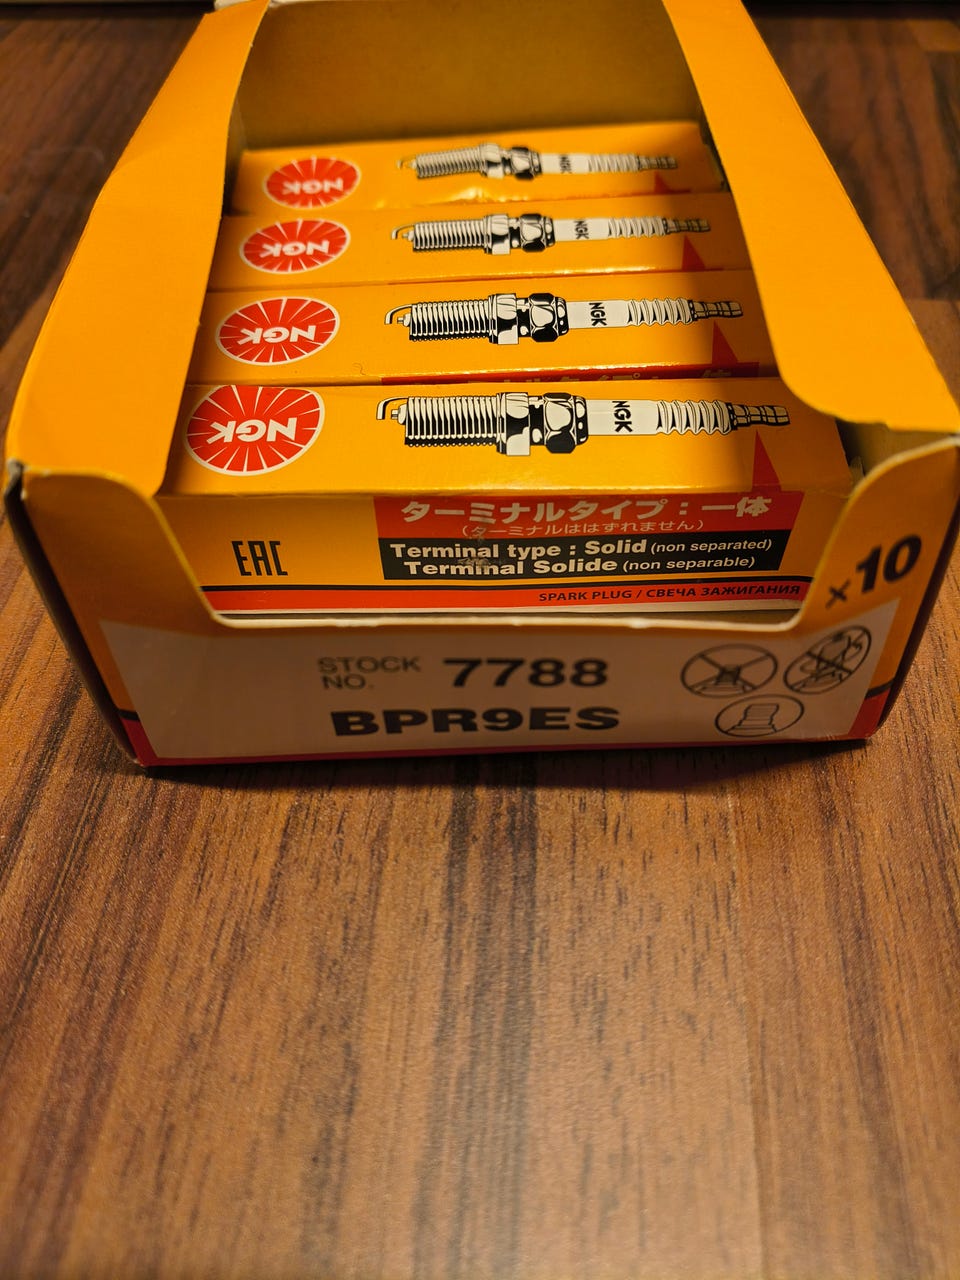 NGK
NGK
NGK
NGK
NGK
NGK
NGK
NGK
ターミナルタイプ：一体
(ターミナルははずれません)
Terminal type : Solid (non separated)
Terminal Solide (non separable)
EAC
SPARK PLUG / СВЕЧА ЗАЖИГАНИЯ
×10
STOCK NO. 7788
BPR9ES